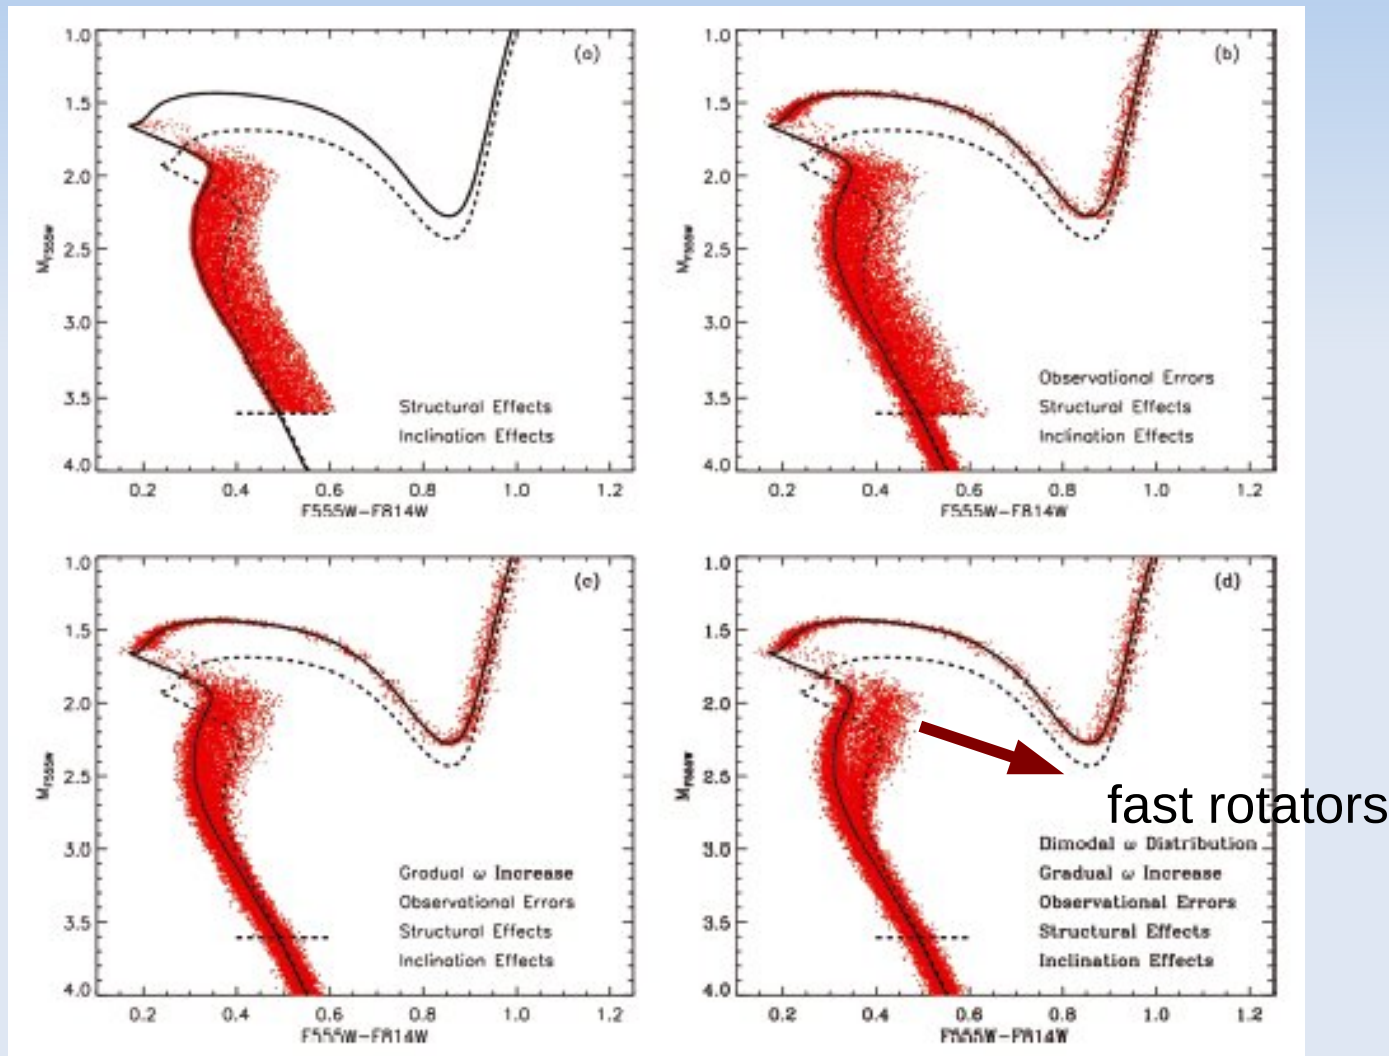 (a)
1.0
1.5
2.0
2.5
3.0
3.5
4.0
M_F555W
Structural Effects
Inclination Effects
0.2 0.4 0.6 0.8 1.0 1.2
F555W-F814W
(b)
1.0
1.5
2.0
2.5
3.0
3.5
4.0
M_F555W
Observational Errors
Structural Effects
Inclination Effects
0.2 0.4 0.6 0.8 1.0 1.2
F555W-F814W
(c)
1.0
1.5
2.0
2.5
3.0
3.5
4.0
M_F555W
Gradual ω Increase
Observational Errors
Structural Effects
Inclination Effects
0.2 0.4 0.6 0.8 1.0 1.2
F555W-F814W
(d)
1.0
1.5
2.0
2.5
3.0
3.5
4.0
M_F555W
fast rotators
Bimodal ω Distribution
Gradual ω Increase
Observational Errors
Structural Effects
Inclination Effects
0.2 0.4 0.6 0.8 1.0 1.2
F555W-F814W